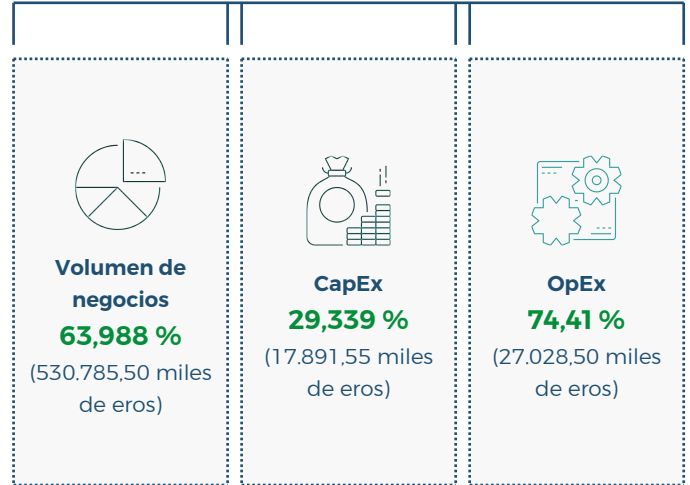 Volumen de
negocios
63,988 %
(530.785,50 miles
de eros)
CapEx
29,339 %
(17.891,55 miles
de eros)
OpEx
74,41 %
(27.028,50 miles
de eros)